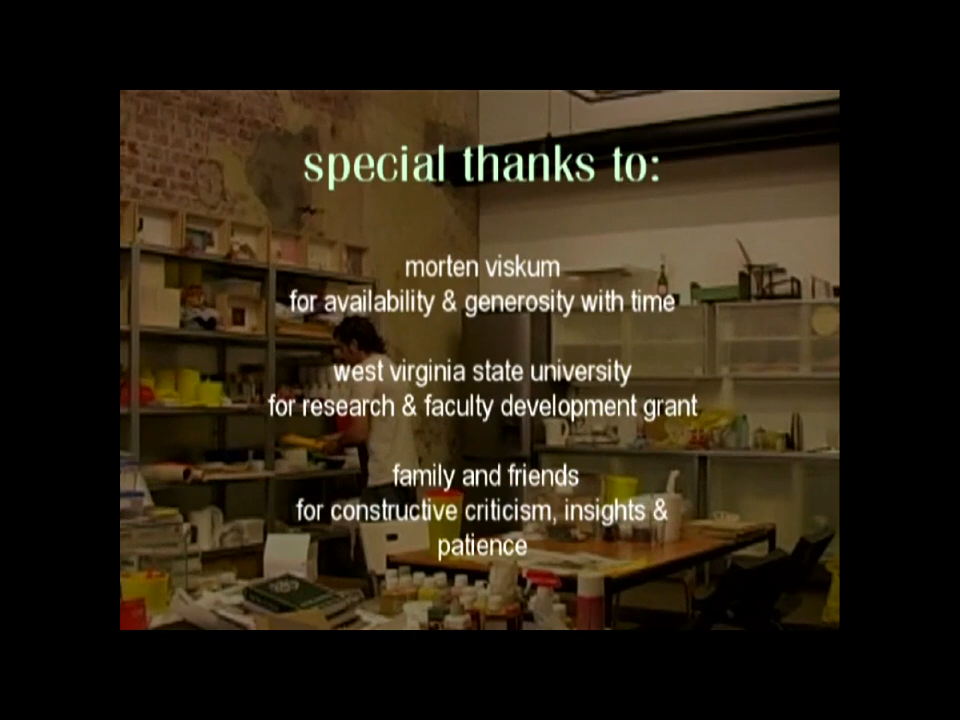 special thanks to:
morten viskum
for availability & generosity with time
west virginia state university
for research & faculty development grant
family and friends
for constructive criticism, insights &
patience